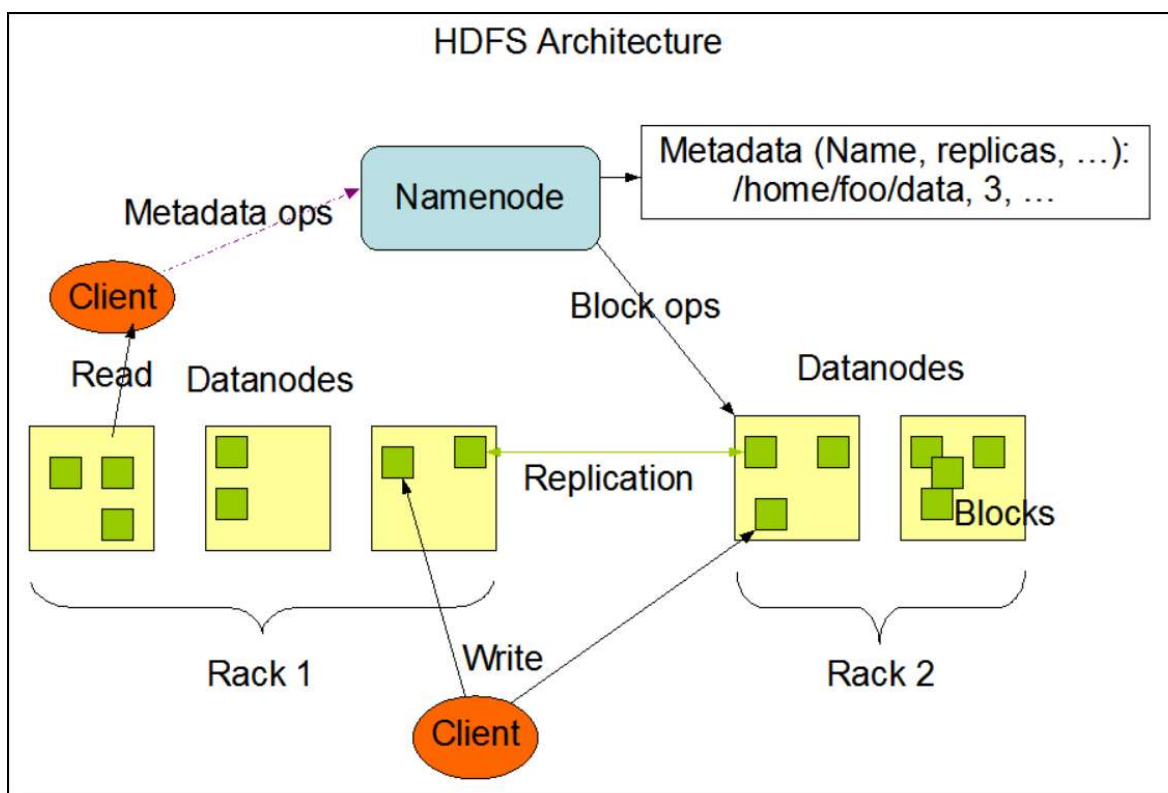 HDFS Architecture
Metadata (Name, replicas, …):
/home/foo/data, 3, …
Namenode
Metadata ops
Client
Block ops
Read
Datanodes
Datanodes
Replication
Blocks
Rack 1
Write
Rack 2
Client